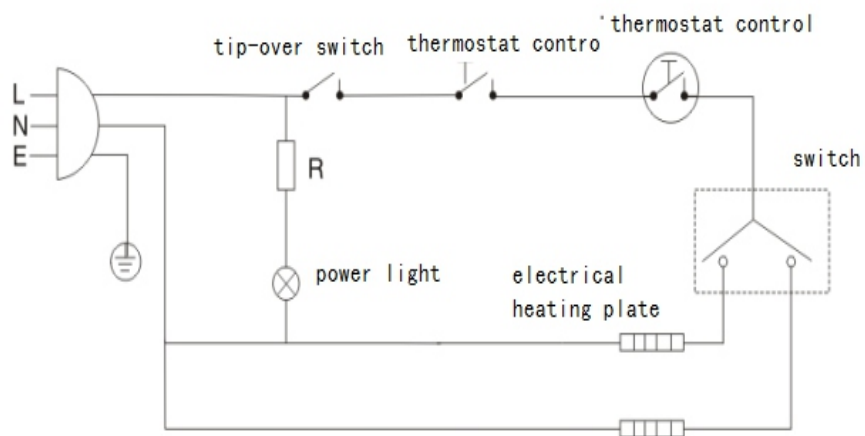 thermostat control
tip-over switch
thermostat contro
L
N
E
switch
R
power light
electrical
heating plate